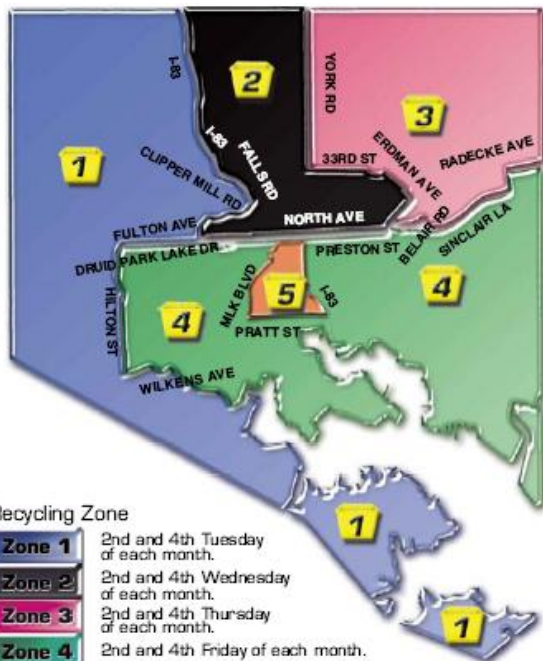 I-83
2
YORK RD
3
I-83
FALLS RD
ERDMAN AVE
RADECKE AVE
1
CLIPPER MILL RD
33RD ST
FULTON AVE
NORTH AVE
BELAIR RD
SINCLAIR LA
DRUID PARK LAKE DR.
PRESTON ST
HILTON ST
4
MLK BLVD
5
I-83
4
PRATT ST
WILKENS AVE
1
1
Recycling Zone
Zone 1 2nd and 4th Tuesday
of each month.
Zone 2 2nd and 4th Wednesday
of each month.
Zone 3 2nd and 4th Thursday
of each month.
Zone 4 2nd and 4th Friday of each month.